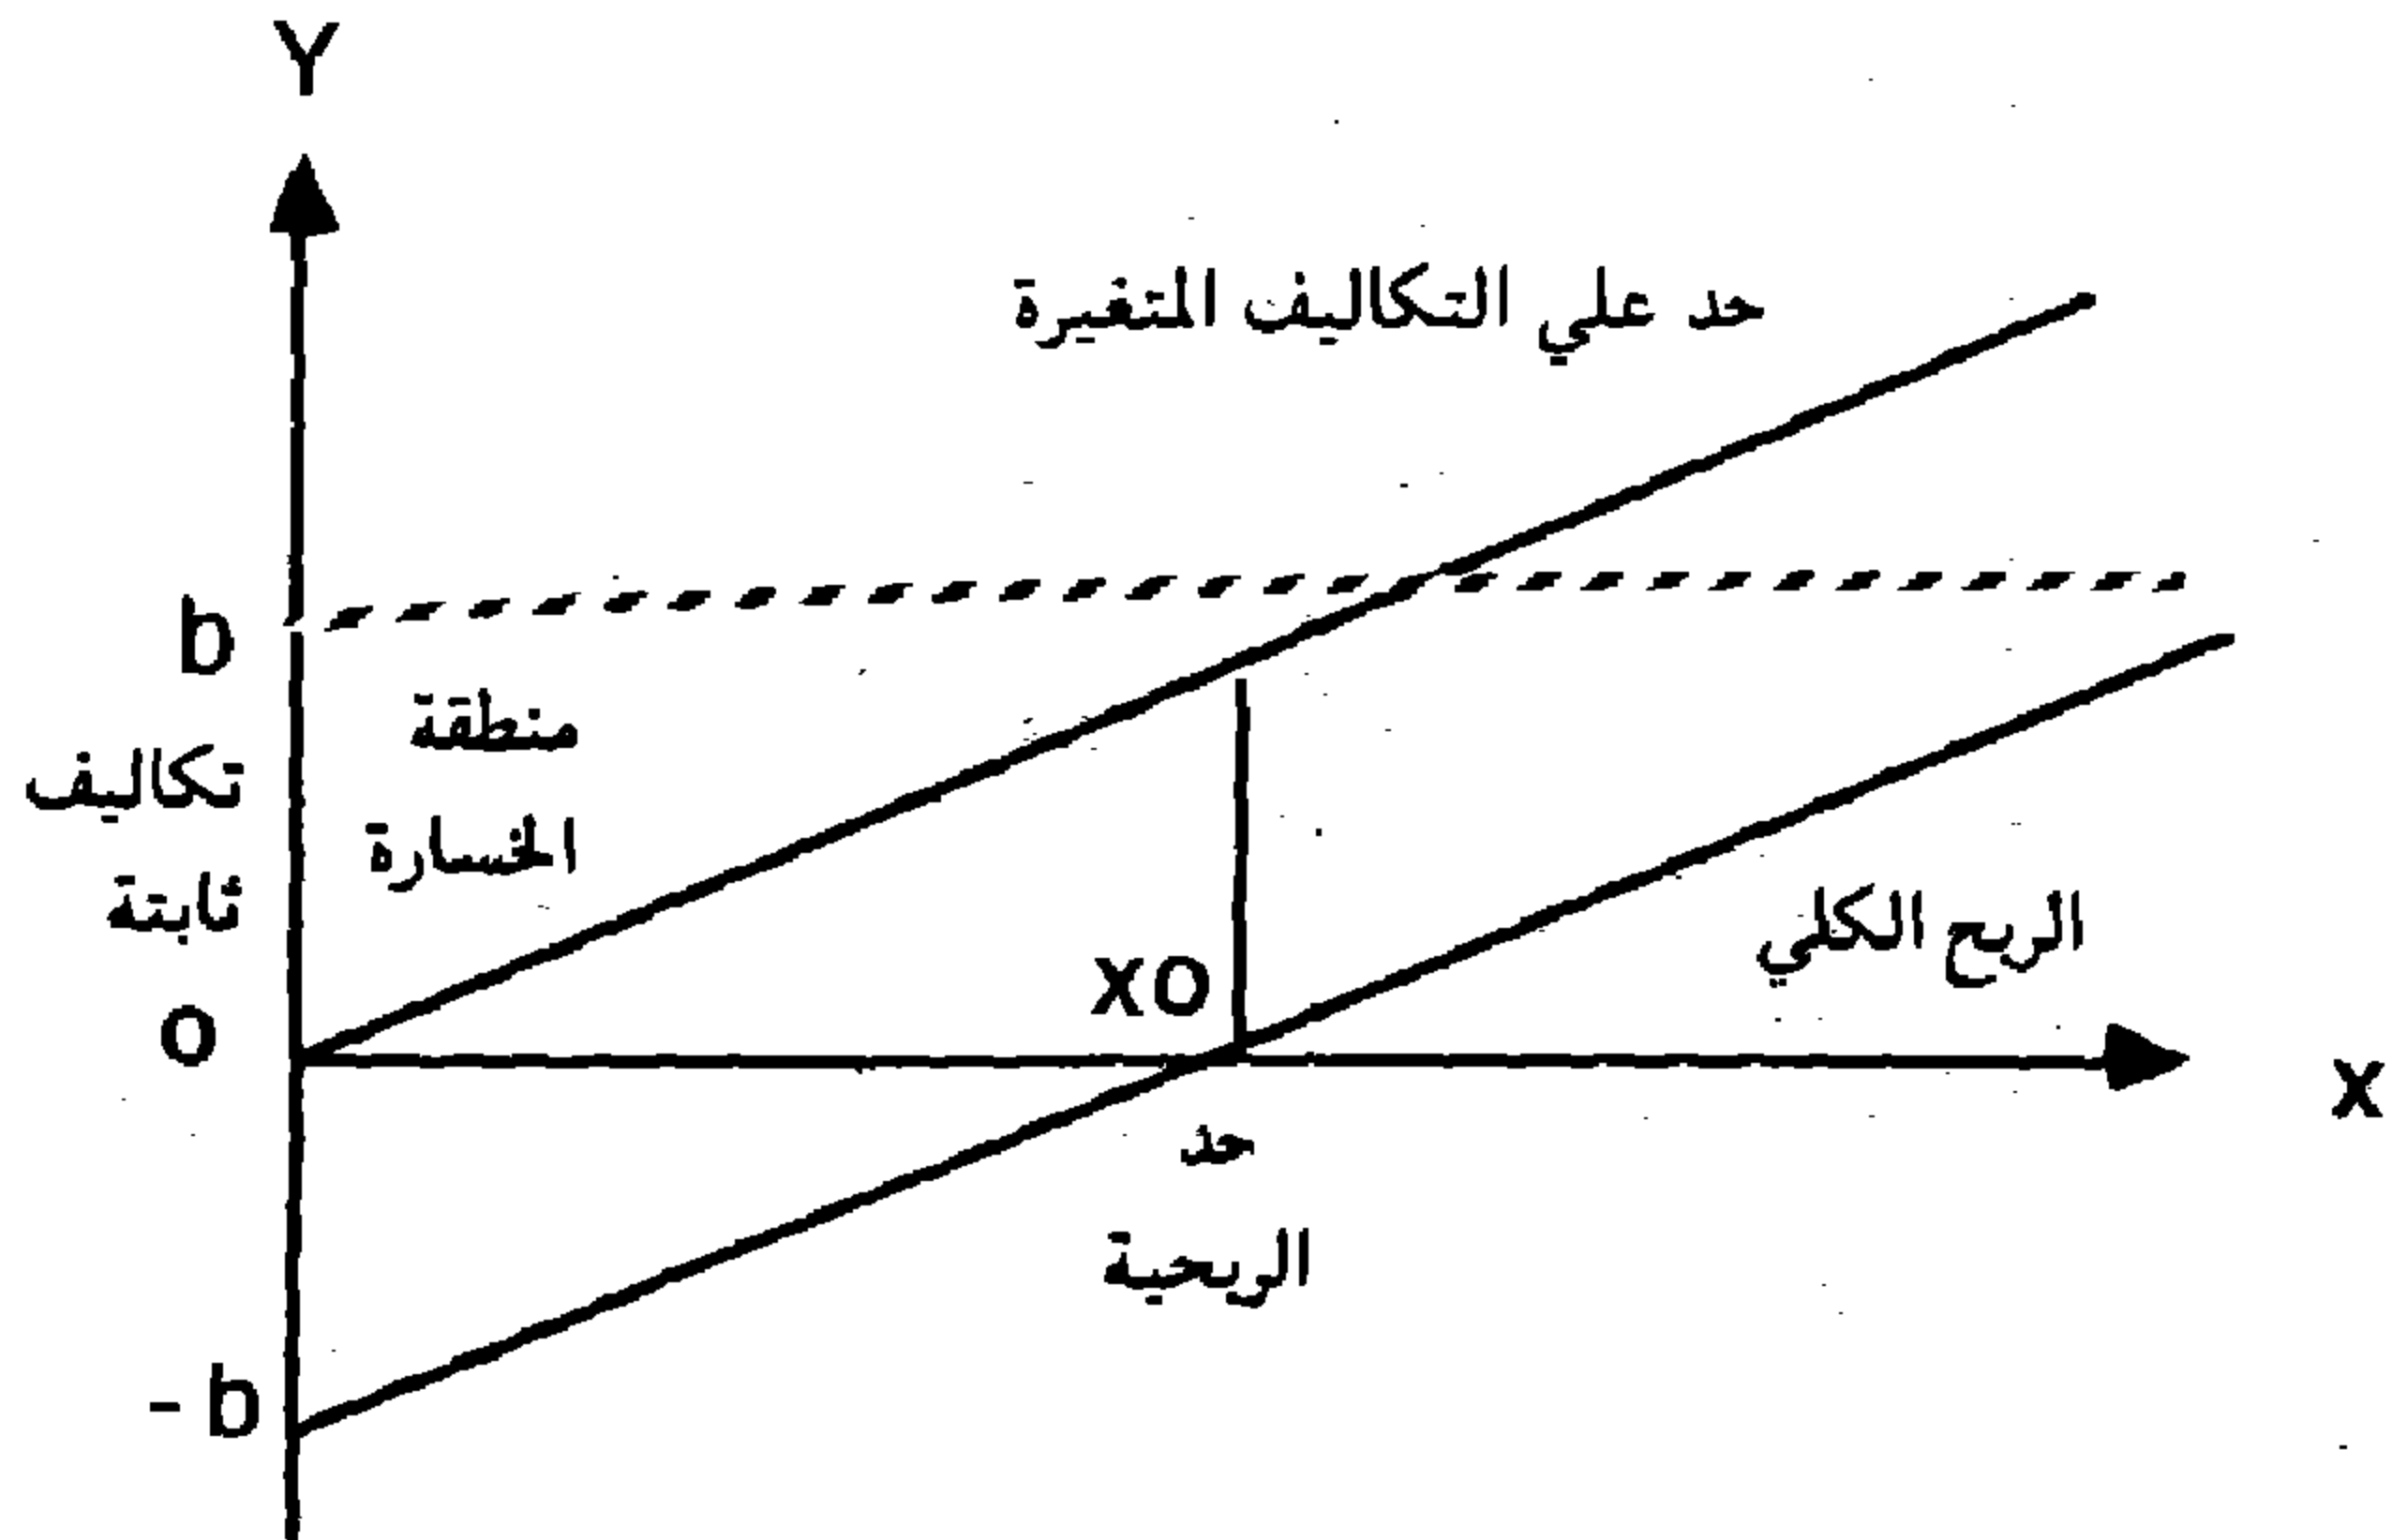 Y
حد علي التكاليف المتغيرة
b
منطقة
تكاليف
الخسارة
ثابتة
الربح الكلي
XO
O
X
حد
الربحية
- b